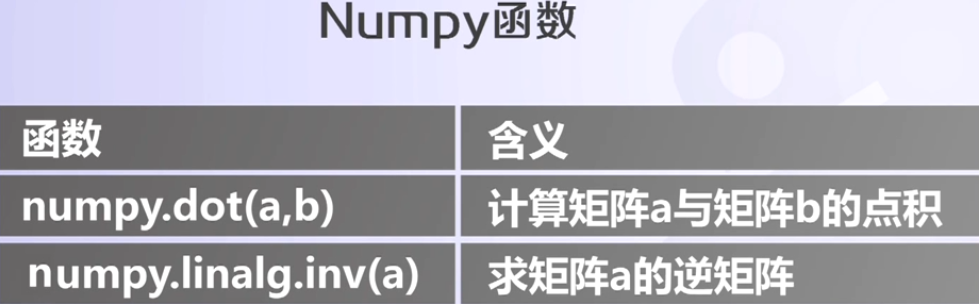 Numpy函数
函数 含义
numpy.dot(a,b) 计算矩阵a与矩阵b的点积
numpy.linalg.inv(a) 求矩阵a的逆矩阵